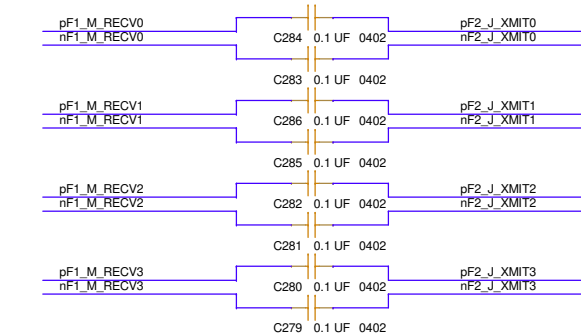 pF1_M_RECV0 pF2_J_XMIT0
nF1_M_RECV0 C284 0.1 UF 0402 nF2_J_XMIT0
C283 0.1 UF 0402
pF1_M_RECV1 pF2_J_XMIT1
nF1_M_RECV1 C286 0.1 UF 0402 nF2_J_XMIT1
C285 0.1 UF 0402
pF1_M_RECV2 pF2_J_XMIT2
nF1_M_RECV2 C282 0.1 UF 0402 nF2_J_XMIT2
C281 0.1 UF 0402
pF1_M_RECV3 pF2_J_XMIT3
nF1_M_RECV3 C280 0.1 UF 0402 nF2_J_XMIT3
C279 0.1 UF 0402